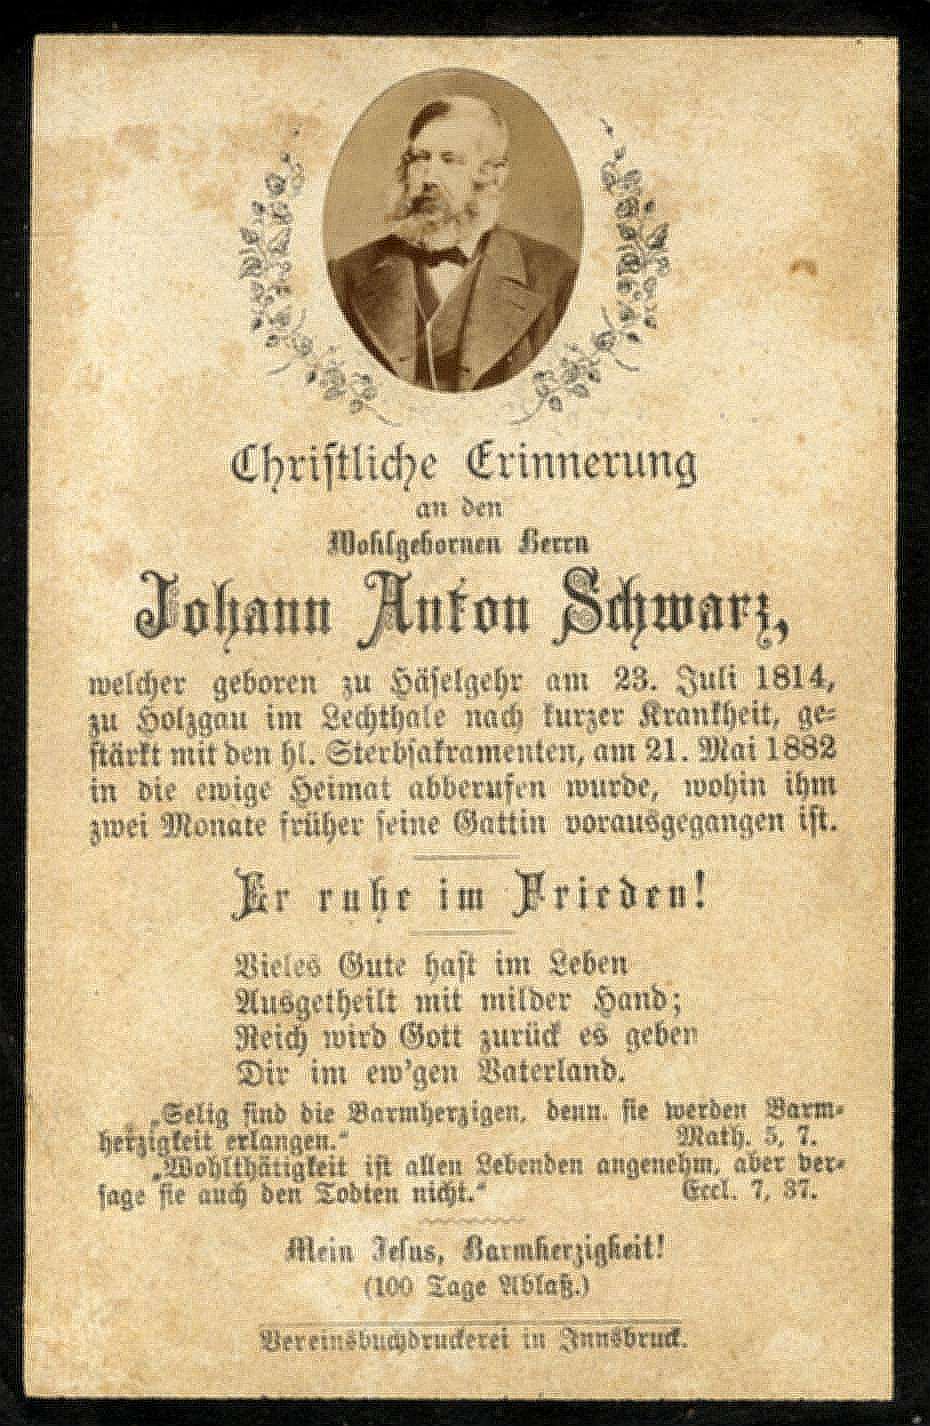 Christliche Erinnerung
an den
Wohlgebornen Herrn
Johann Anton Schwarz,
welcher geboren zu Häselgehr am 23. Juli 1814,
zu Holzgau im Lechthale nach kurzer Krankheit, ge-
stärkt mit den hl. Sterbsakramenten, am 21. Mai 1882
in die ewige Heimat abberufen wurde, wohin ihm
zwei Monate früher seine Gattin vorausgegangen ist.
Er ruhe im Frieden!
Vieles Gute hast im Leben
Ausgetheilt mit milder Hand;
Reich wird Gott zurück es geben
Dir im ew'gen Vaterland.
„Selig sind die Barmherzigen, denn sie werden Barm-
herzigkeit erlangen.“ Math. 5, 7.
„Wohlthätigkeit ist allen Lebenden angenehm, aber ver-
sage sie auch den Todten nicht.“ Eccl. 7, 37.
Mein Jesus, Barmherzigkeit!
(100 Tage Ablaß.)
Vereinsbuchdruckerei in Innsbruck.